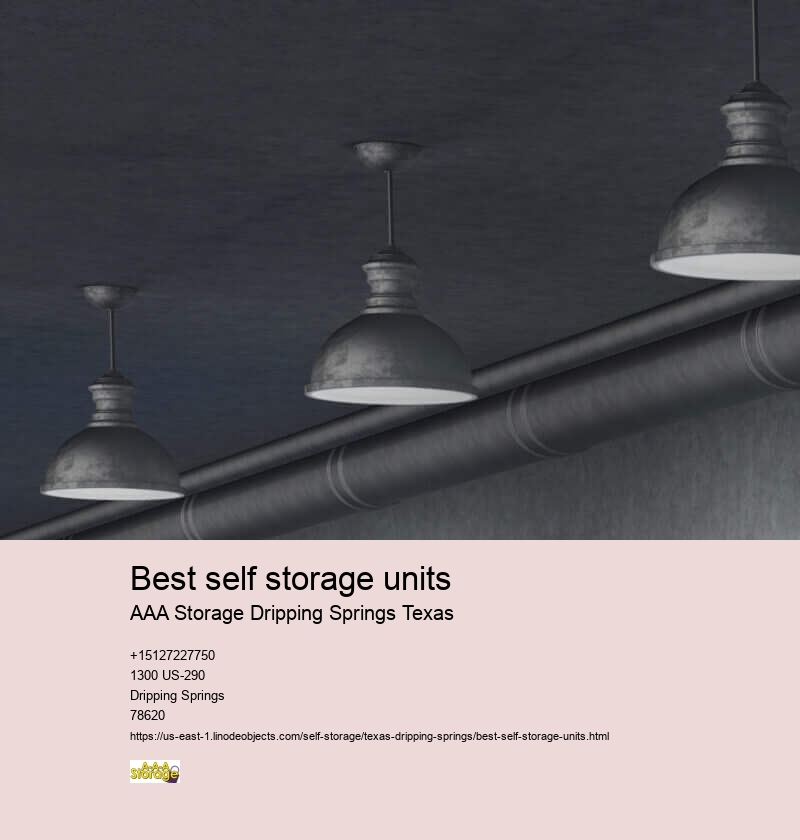 Best self storage units
AAA Storage Dripping Springs Texas
+15127227750
1300 US-290
Dripping Springs
78620
https://us-east-1.linodeobjects.com/self-storage/texas-dripping-springs/best-self-storage-units.html
AAA
Storage